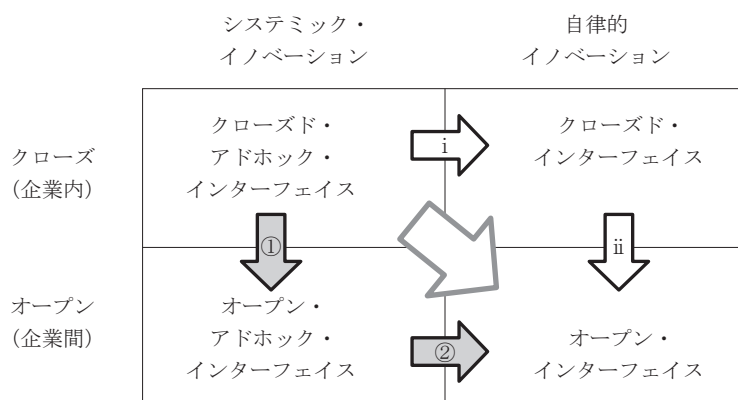 システミック・
イノベーション
自律的
イノベーション
クローズ
（企業内）
クローズド・
アドホック・
インターフェイス
ⅰ
クローズド・
インターフェイス
①
ⅱ
オープン
（企業間）
オープン・
アドホック・
インターフェイス
②
オープン・
インターフェイス